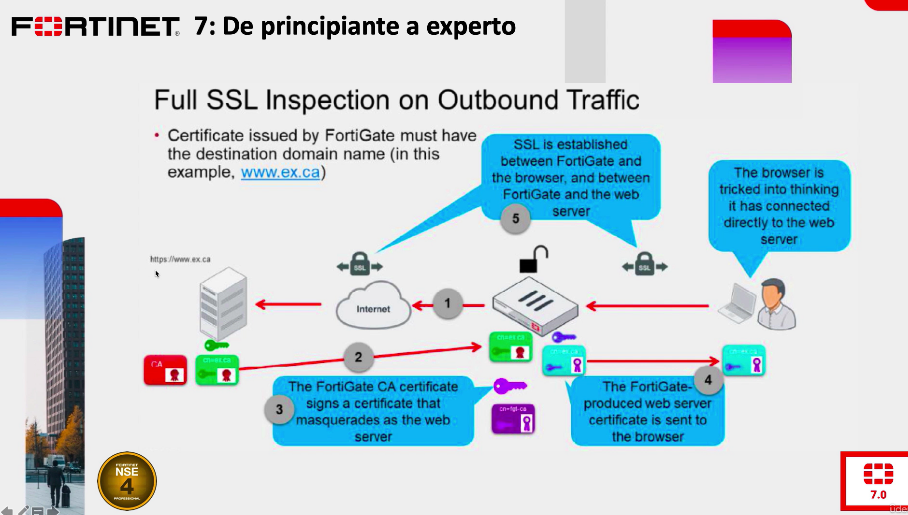 FORTINET 7: De principiante a experto
Full SSL Inspection on Outbound Traffic
• Certificate issued by FortiGate must have
the destination domain name (in this
example, www.ex.ca)
SSL is established
between FortiGate and
the browser, and between
FortiGate and the web
server
5
The browser is
tricked into thinking
it has connected
directly to the web
server
https://www.ex.ca
SSL
SSL
Internet
1
2
CA
cn=ex.ca
cn=ex.ca
cn=ex.ca
cn=ex.ca
3
The FortiGate CA certificate
signs a certificate that
masquerades as the web
server
cn=fgt-ca
4
The FortiGate-
produced web server
certificate is sent to
the browser
FORTINET
NSE
4
PROFESSIONAL
7.0
ude